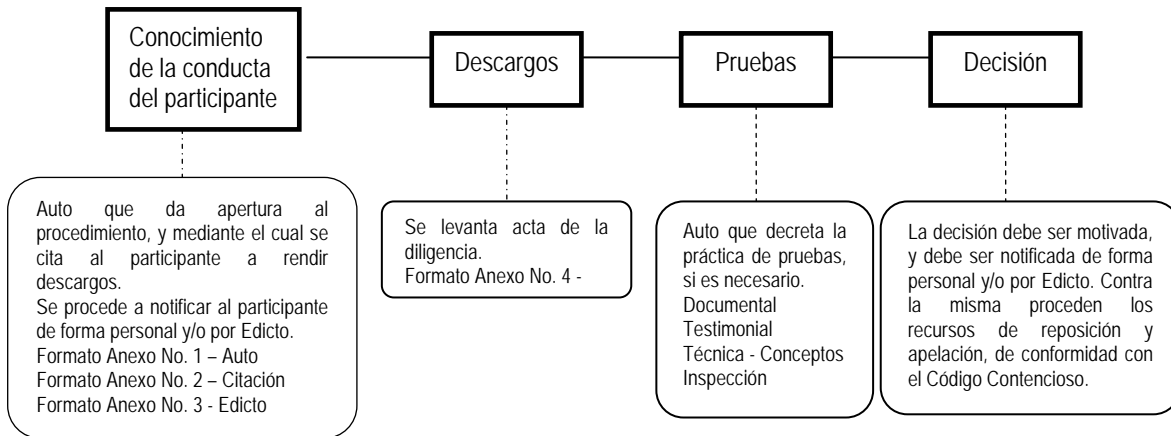 Conocimiento
de la conducta
del participante
Descargos
Pruebas
Decisión
Auto que da apertura al
procedimiento, y mediante el cual se
cita al participante a rendir
descargos.
Se procede a notificar al participante
de forma personal y/o por Edicto.
Formato Anexo No. 1 – Auto
Formato Anexo No. 2 – Citación
Formato Anexo No. 3 - Edicto
Se levanta acta de la
diligencia.
Formato Anexo No. 4 -
Auto que decreta la
práctica de pruebas,
si es necesario.
Documental
Testimonial
Técnica - Conceptos
Inspección
La decisión debe ser motivada,
y debe ser notificada de forma
personal y/o por Edicto. Contra
la misma proceden los
recursos de reposición y
apelación, de conformidad con
el Código Contencioso.